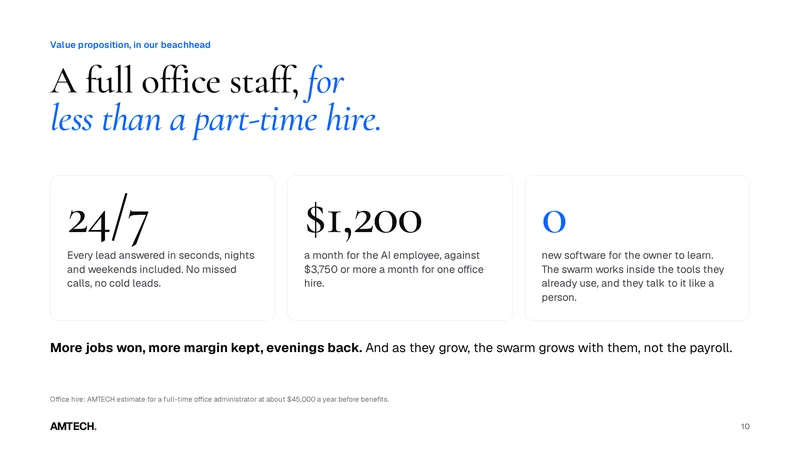 Value proposition, in our beachhead
A full office staff, for
less than a part-time hire.
24/7
Every lead answered in seconds, nights
and weekends included. No missed
calls, no cold leads.
$1,200
a month for the AI employee, against
$3,750 or more a month for one office
hire.
0
new software for the owner to learn.
The swarm works inside the tools they
already use, and they talk to it like a
person.
More jobs won, more margin kept, evenings back. And as they grow, the swarm grows with them, not the payroll.
Office hire: AMTECH estimate for a full-time office administrator at about $45,000 a year before benefits.
AMTECH.
10